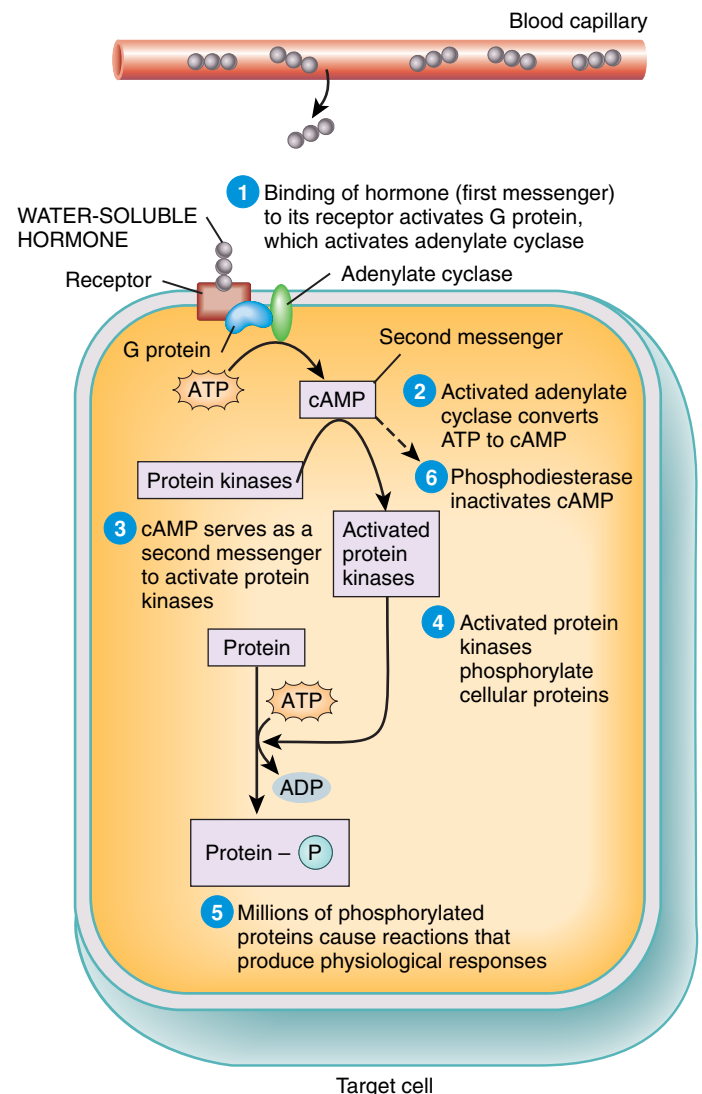 Blood capillary
1 Binding of hormone (first messenger)
to its receptor activates G protein,
which activates adenylate cyclase
WATER-SOLUBLE
HORMONE
Receptor
Adenylate cyclase
G protein
Second messenger
ATP
cAMP
2 Activated adenylate
cyclase converts
ATP to cAMP
Protein kinases
6 Phosphodiesterase
inactivates cAMP
3 cAMP serves as a
second messenger
to activate protein
kinases
Activated
protein
kinases
4 Activated protein
kinases
phosphorylate
cellular proteins
Protein
ATP
ADP
Protein – P
5 Millions of phosphorylated
proteins cause reactions that
produce physiological responses
Target cell